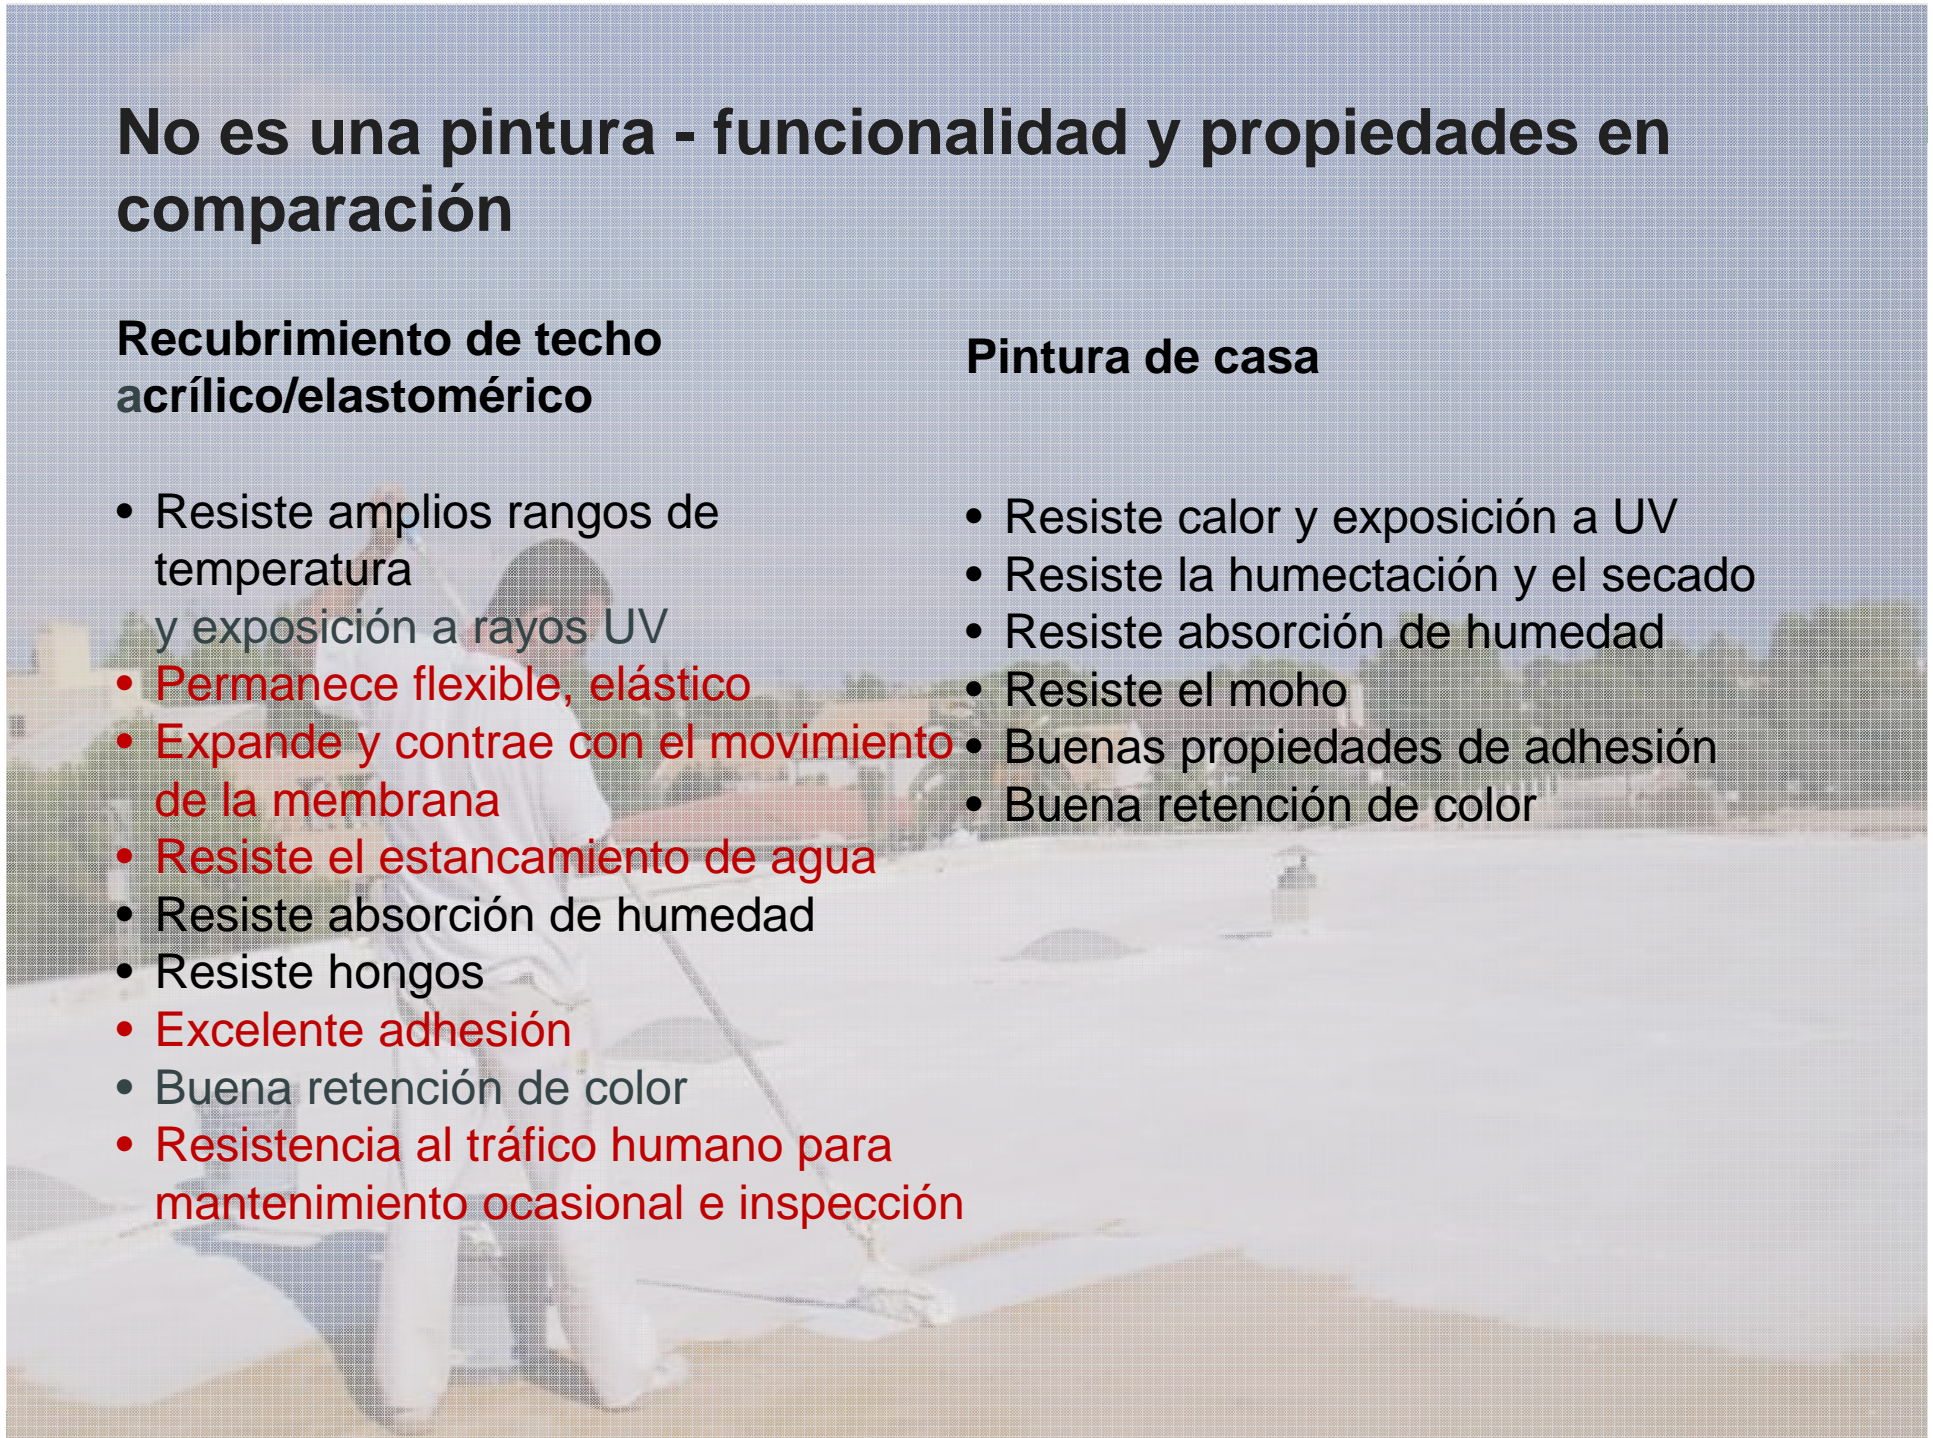 No es una pintura - funcionalidad y propiedades en
comparación
Recubrimiento de techo
acrílico/elastomérico
• Resiste amplios rangos de
temperatura
y exposición a rayos UV
• Permanece flexible, elástico
• Expande y contrae con el movimiento
de la membrana
• Resiste el estancamiento de agua
• Resiste absorción de humedad
• Resiste hongos
• Excelente adhesión
• Buena retención de color
• Resistencia al tráfico humano para
mantenimiento ocasional e inspección
Pintura de casa
• Resiste calor y exposición a UV
• Resiste la humectación y el secado
• Resiste absorción de humedad
• Resiste el moho
• Buenas propiedades de adhesión
• Buena retención de color